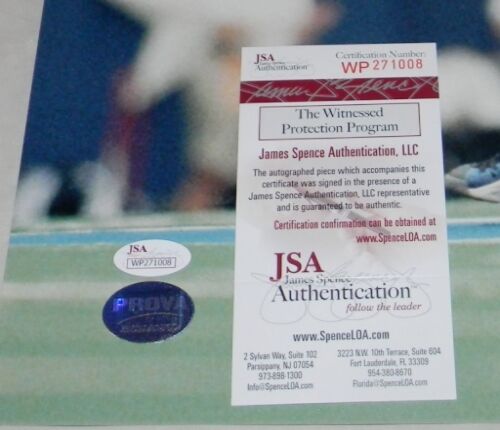 JSA
James Spence
Authentication
Certification Number:
WP271008
The Witnessed
Protection Program
James Spence Authentication, LLC
The autographed piece which accompanies this
certificate was signed in the presence of a
James Spence Authentication, LLC representative
and is guaranteed to be authentic.
Certification confirmation can be obtained at
www.SpenceLOA.com
JSA
James Spence
Authentication
follow the leader
www.SpenceLOA.com
2 Sylvan Way, Suite 102
Parsippany, NJ 07054
973-898-1300
Info@SpenceLOA.com
3223 N.W. 10th Terrace, Suite 604
Fort Lauderdale, FL 33309
954-380-8670
Florida@SpenceLOA.com
JSA
WP271008
PROVA